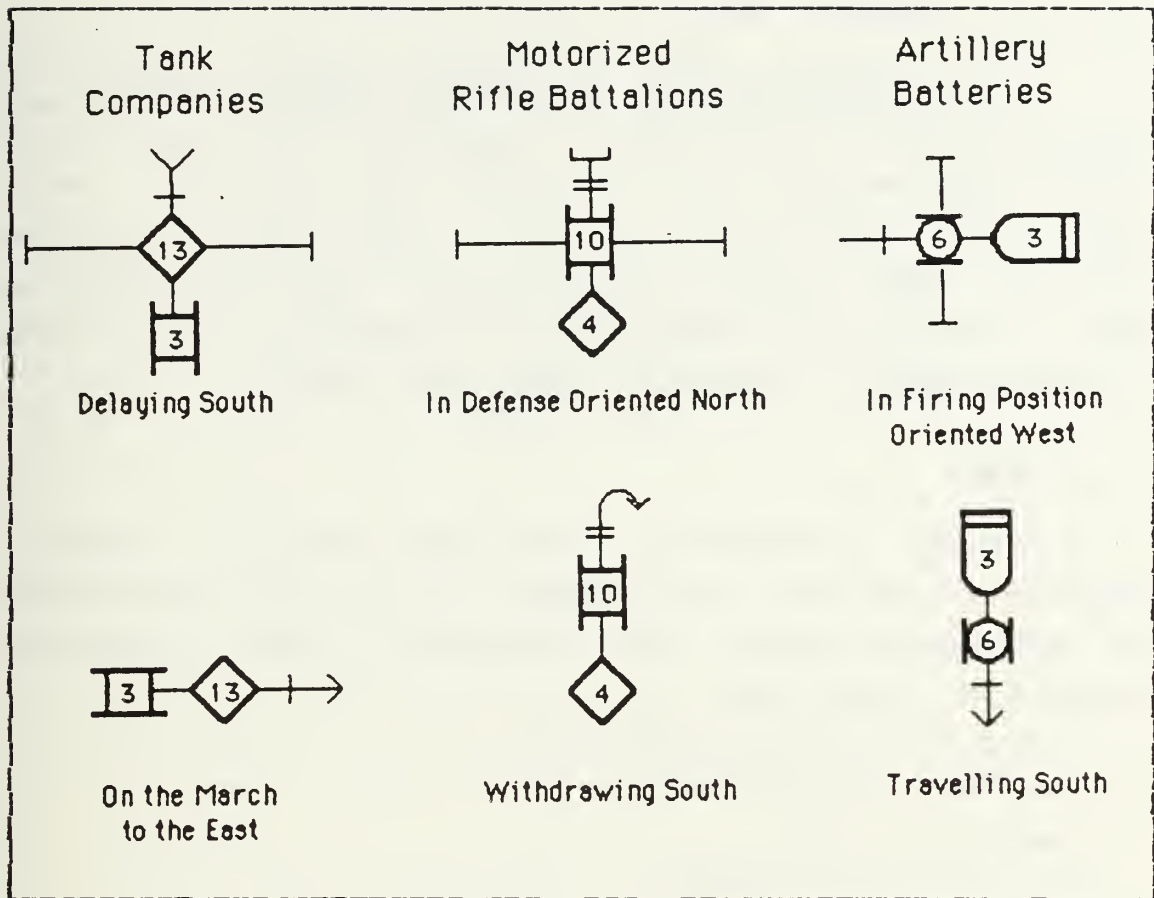 Tank
Companies
Motorized
Rifle Battalions
Artillery
Batteries
13
3
10
4
6
3
Delaying South
In Defense Oriented North
In Firing Position
Oriented West
3
13
10
4
3
6
On the March
to the East
Withdrawing South
Travelling South